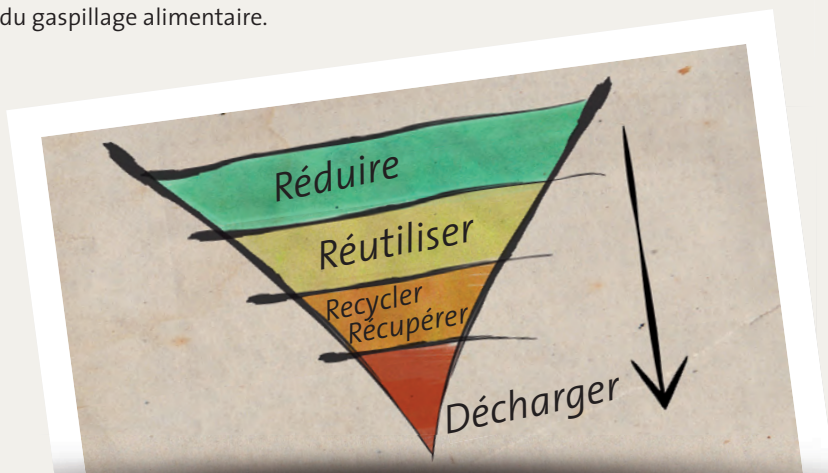 du gaspillage alimentaire.
Réduire
Réutiliser
Recycler
Récupérer
Décharger